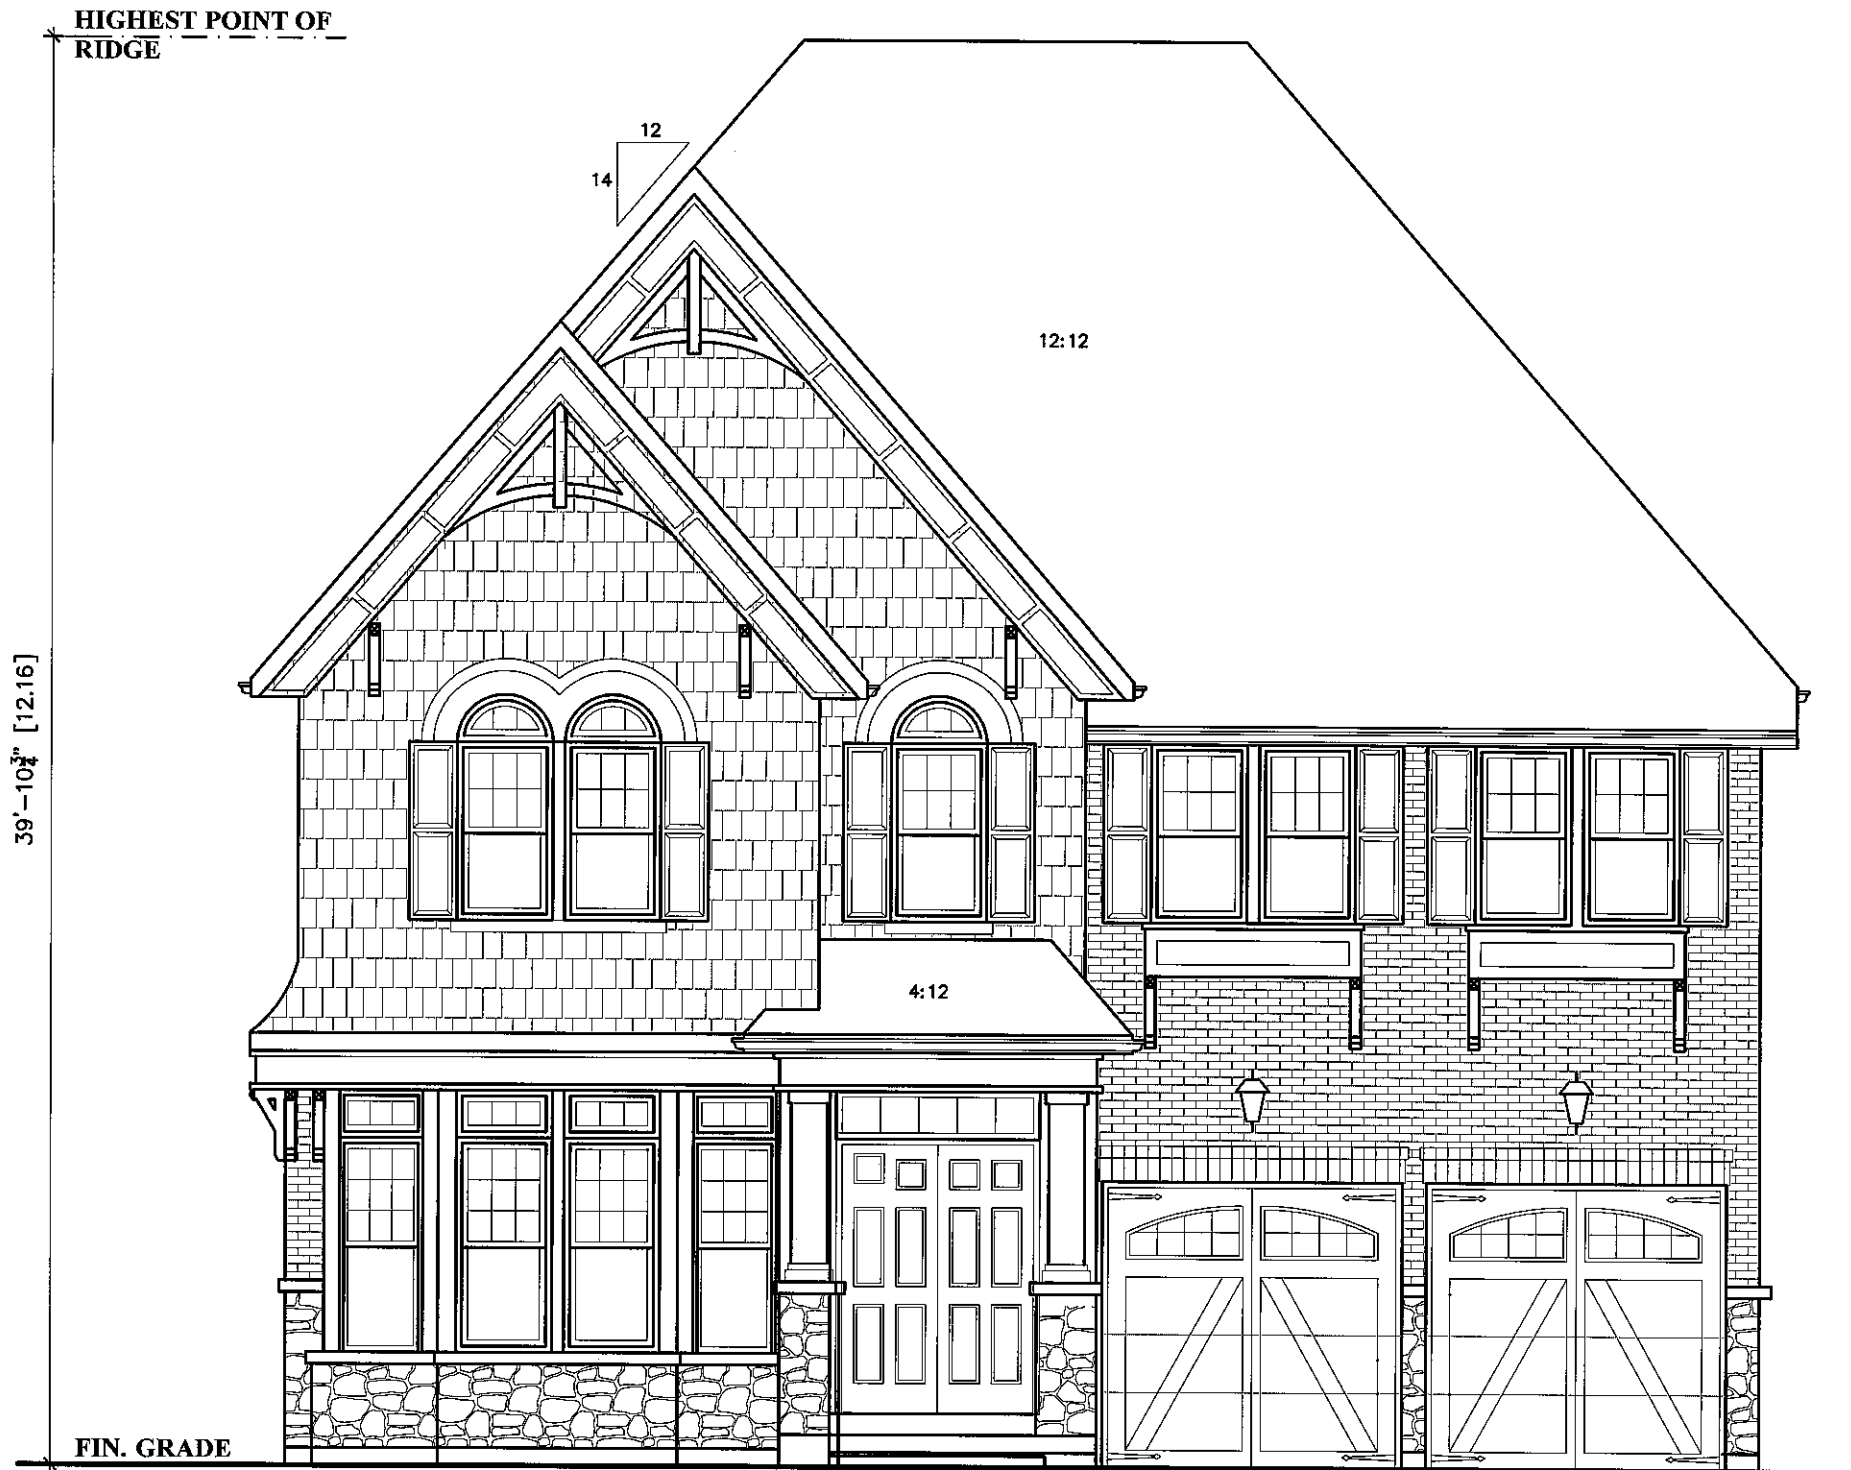 HIGHEST POINT OF
RIDGE
12
14
12:12
39'-10¾" [12.16]
4:12
FIN. GRADE